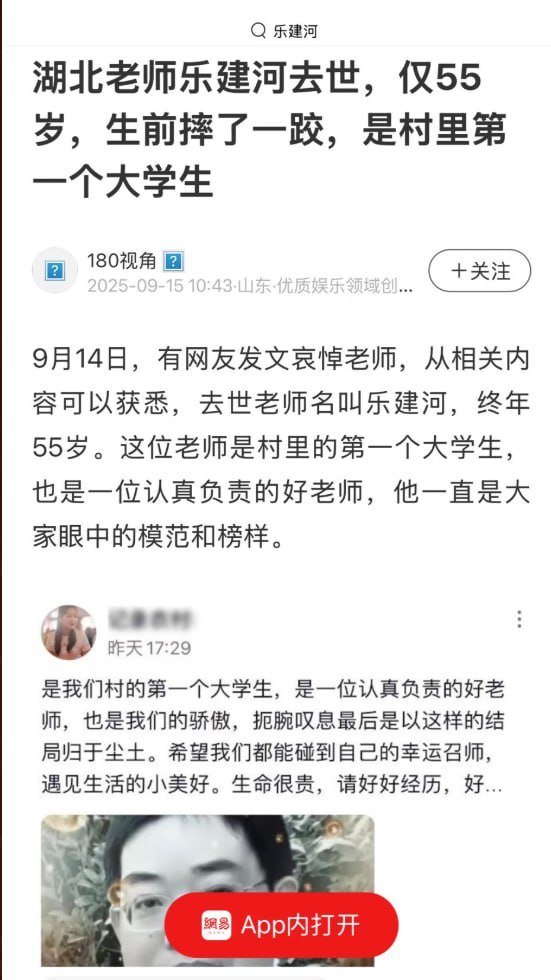 乐建河
湖北老师乐建河去世，仅55
岁，生前摔了一跤，是村里第
一个大学生
180视角
2025-09-15 10:43·山东·优质娱乐领域创...
＋关注
9月14日，有网友发文哀悼老师，从相关内
容可以获悉，去世老师名叫乐建河，终年
55岁。这位老师是村里的第一个大学生，
也是一位认真负责的好老师，他一直是大
家眼中的模范和榜样。
昨天17:29
是我们村的第一个大学生，是一位认真负责的好老
师，也是我们的骄傲，扼腕叹息最后是以这样的结
局归于尘土。希望我们都能碰到自己的幸运召师，
遇见生活的小美好。生命很贵，请好好经历，好...
網易
NEWS
App内打开